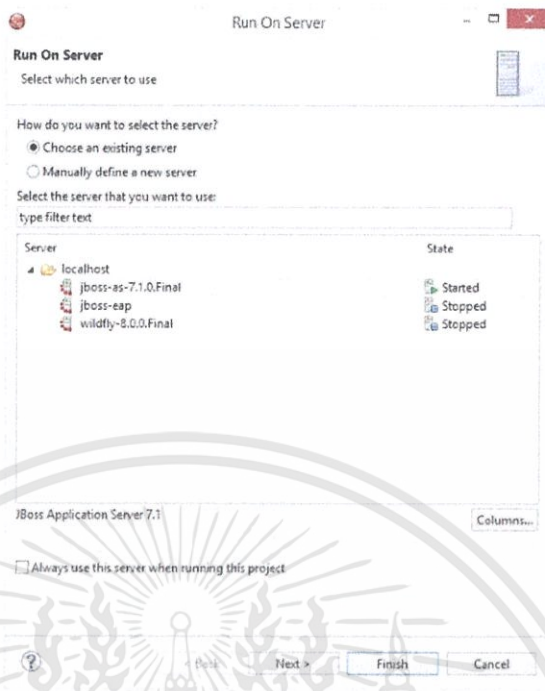 Run On Server
Run On Server
Select which server to use
How do you want to select the server?
Choose an existing server
Manually define a new server
Select the server that you want to use:
type filter text
Server State
localhost
jboss-as-7.1.0.Final Started
jboss-eap Stopped
wildfly-8.0.0.Final Stopped
JBoss Application Server 7.1
Columns...
Always use this server when running this project
? < Back Next > Finish Cancel